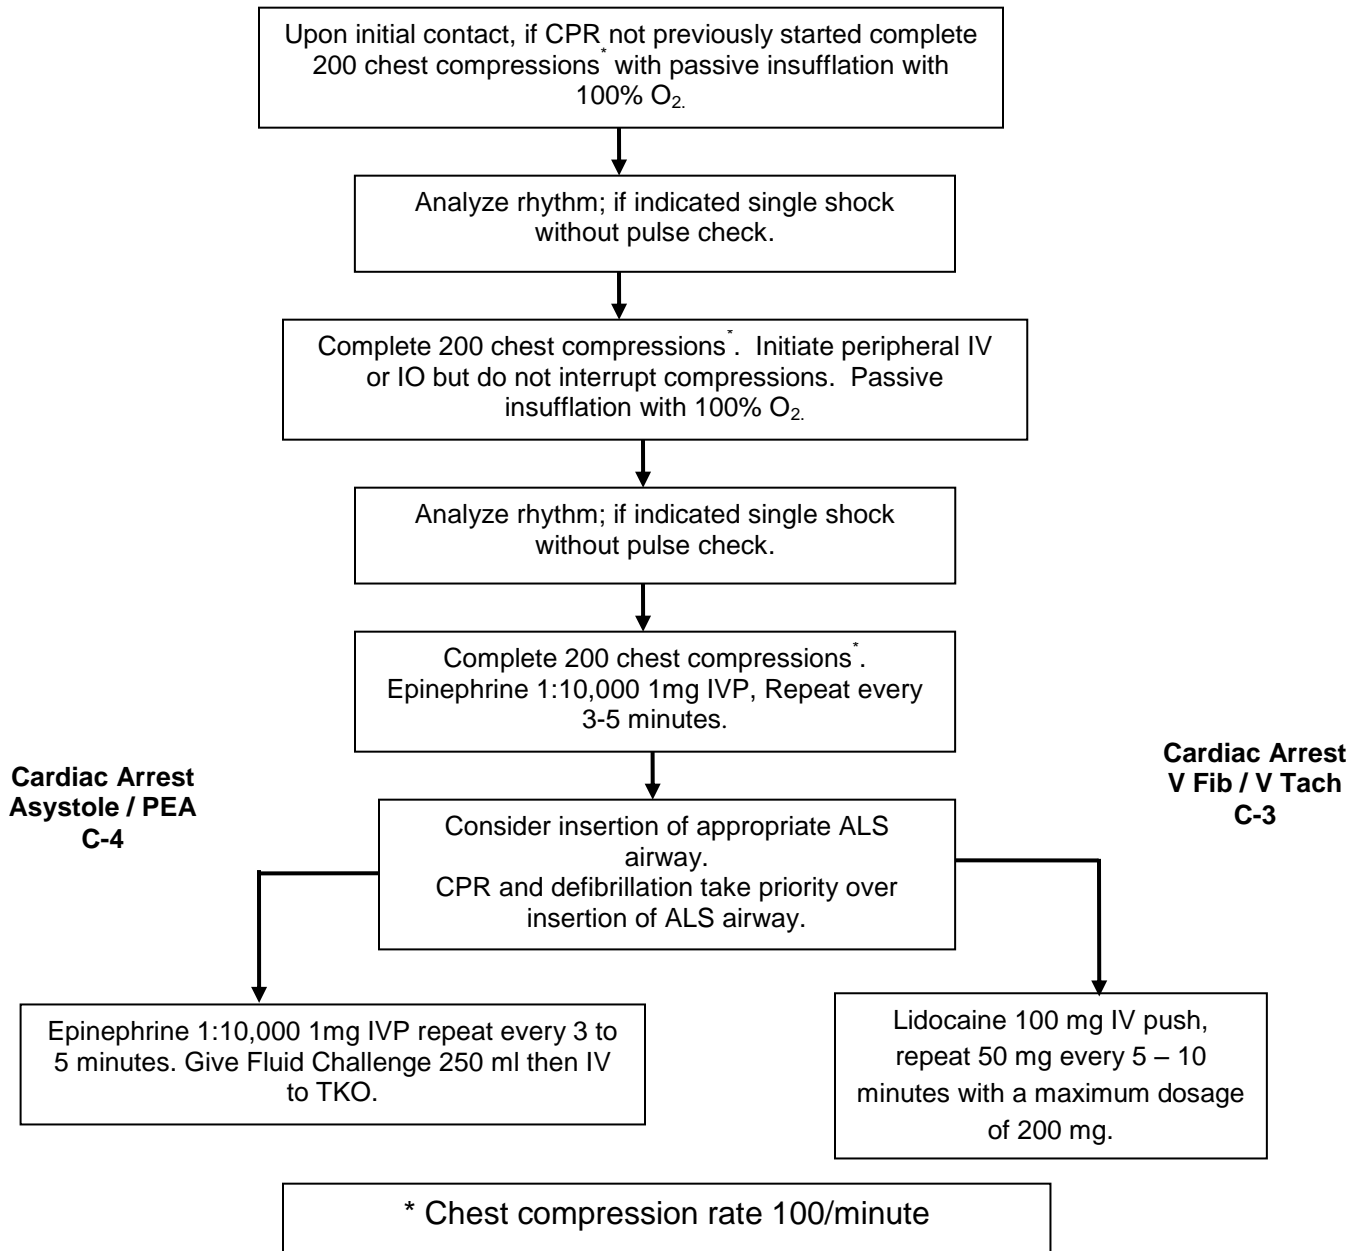 Upon initial contact, if CPR not previously started complete
200 chest compressions* with passive insufflation with
100% O2.
Analyze rhythm; if indicated single shock
without pulse check.
Complete 200 chest compressions*.  Initiate peripheral IV
or IO but do not interrupt compressions.  Passive
insufflation with 100% O2.
Analyze rhythm; if indicated single shock
without pulse check.
Complete 200 chest compressions*.
Epinephrine 1:10,000 1mg IVP, Repeat every
3-5 minutes.
Cardiac Arrest
Asystole / PEA
C-4
Cardiac Arrest
V Fib / V Tach
C-3
Consider insertion of appropriate ALS
airway.
CPR and defibrillation take priority over
insertion of ALS airway.
Epinephrine 1:10,000 1mg IVP repeat every 3 to
5 minutes. Give Fluid Challenge 250 ml then IV
to TKO.
Lidocaine 100 mg IV push,
repeat 50 mg every 5 – 10
minutes with a maximum dosage
of 200 mg.
* Chest compression rate 100/minute